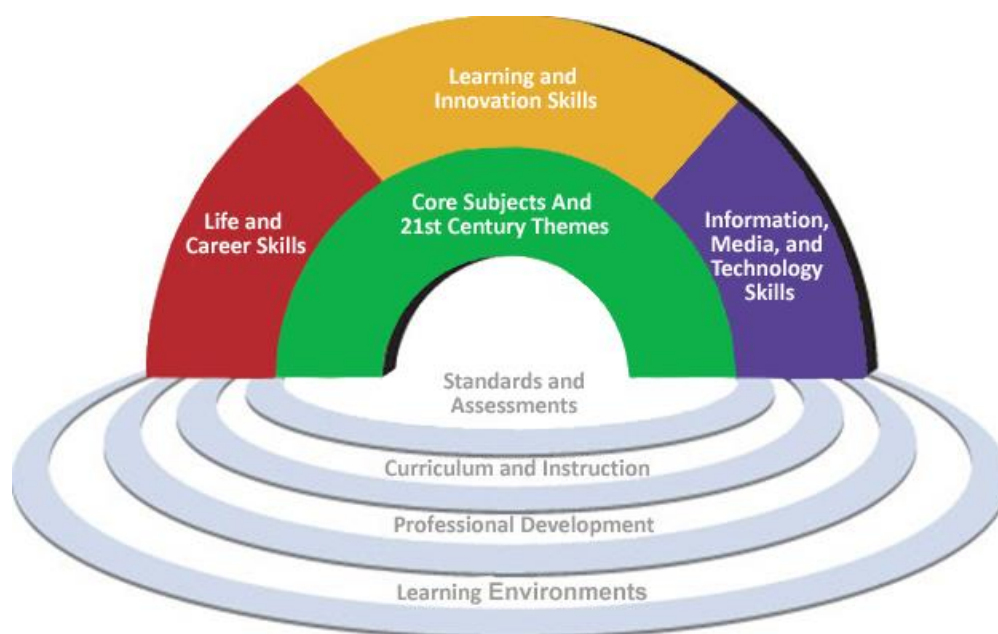 Learning and
Innovation Skills
Core Subjects And
21st Century Themes
Life and
Career Skills
Information,
Media, and
Technology
Skills
Standards and
Assessments
Curriculum and Instruction
Professional Development
Learning Environments